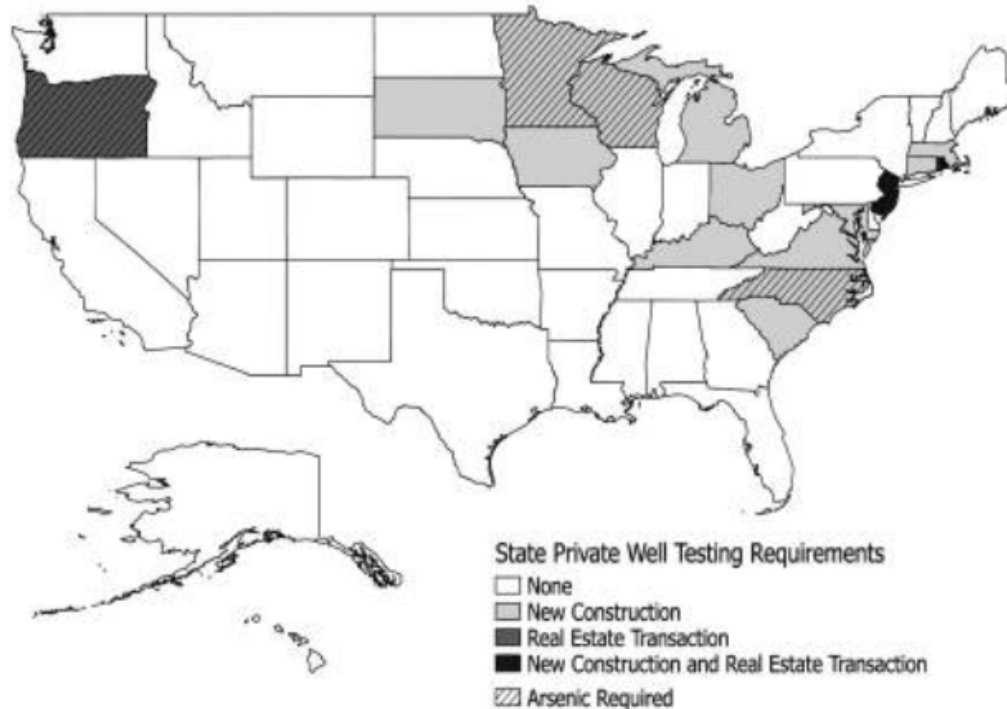 State Private Well Testing Requirements
None
New Construction
Real Estate Transaction
New Construction and Real Estate Transaction
Arsenic Required